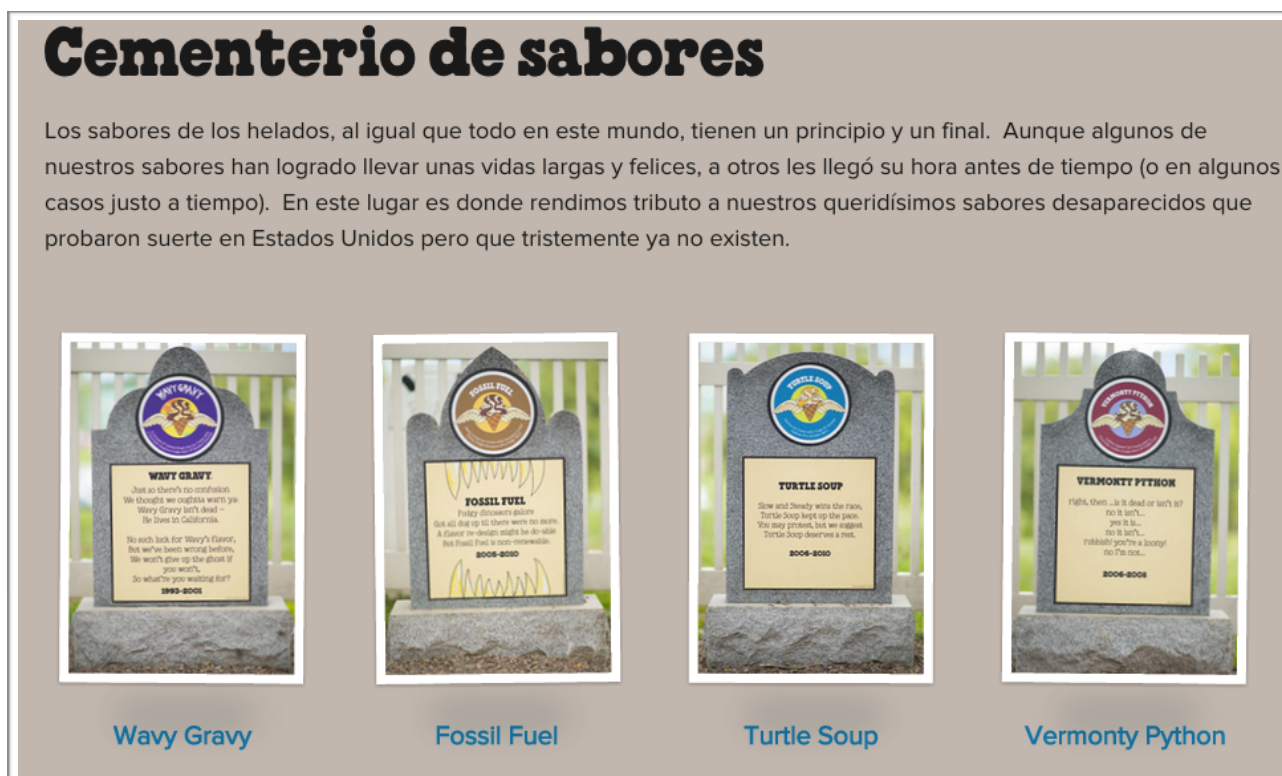 Cementerio de sabores
Los sabores de los helados, al igual que todo en este mundo, tienen un principio y un final.  Aunque algunos de
nuestros sabores han logrado llevar unas vidas largas y felices, a otros les llegó su hora antes de tiempo (o en algunos
casos justo a tiempo).  En este lugar es donde rendimos tributo a nuestros queridísimos sabores desaparecidos que
probaron suerte en Estados Unidos pero que tristemente ya no existen.
WAVY GRAVY
WAVY GRAVY
Just so there's no confusion
We thought we oughtta warn ya:
Wavy Gravy isn't dead –
He lives in California.
No such luck for Wavy's flavor,
But we've been wrong before,
We won't give up the ghost if
you won't,
So what're you waiting for?
1993-2001
FOSSIL FUEL
FOSSIL FUEL
Fudgy dinosaurs galore
Got all dug up till there were no more.
A flavor re-design might be do-able
But Fossil Fuel is non-renewable.
2005-2010
TURTLE SOUP
TURTLE SOUP
Slow and Steady wins the race,
Turtle Soup kept up the pace.
You may protest, but we suggest
Turtle Soup deserves a rest.
2006-2010
VERMONTY PYTHON
VERMONTY PYTHON
right, then ...is it dead or isn't it?
no it isn't...
yes it is...
no it isn't...
rubbish! you're a loony!
no I'm not...
2006-2008
Wavy Gravy
Fossil Fuel
Turtle Soup
Vermonty Python